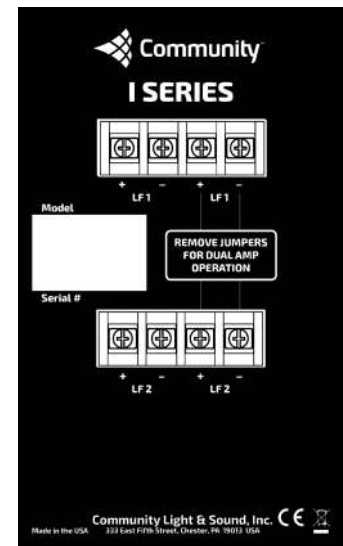 Community
I SERIES
+ - + -
LF 1 LF 1
Model
REMOVE JUMPERS
FOR DUAL AMP
OPERATION
Serial #
+ - + -
LF 2 LF 2
Community Light & Sound, Inc. CE
Made in the USA 333 East Fifth Street, Chester, PA 19013 USA